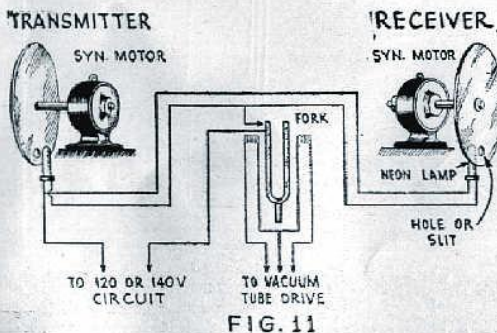 TRANSMITTER
RECEIVER
SYN. MOTOR
SYN. MOTOR
FORK
NEON LAMP
HOLE OR
SLIT
TO 120 OR 140V
CIRCUIT
TO VACUUM
TUBE DRIVE
FIG. 11